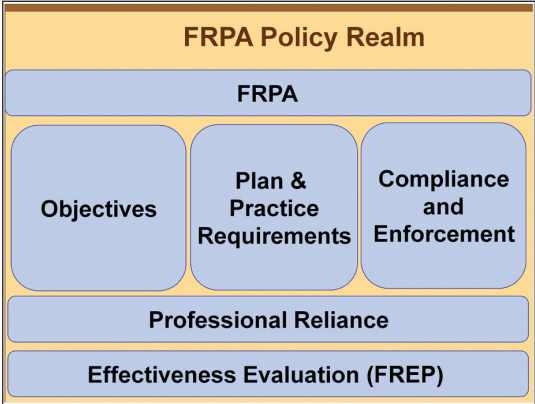 FRPA Policy Realm
FRPA
Objectives
Plan &
Practice
Requirements
Compliance
and
Enforcement
Professional Reliance
Effectiveness Evaluation (FREP)